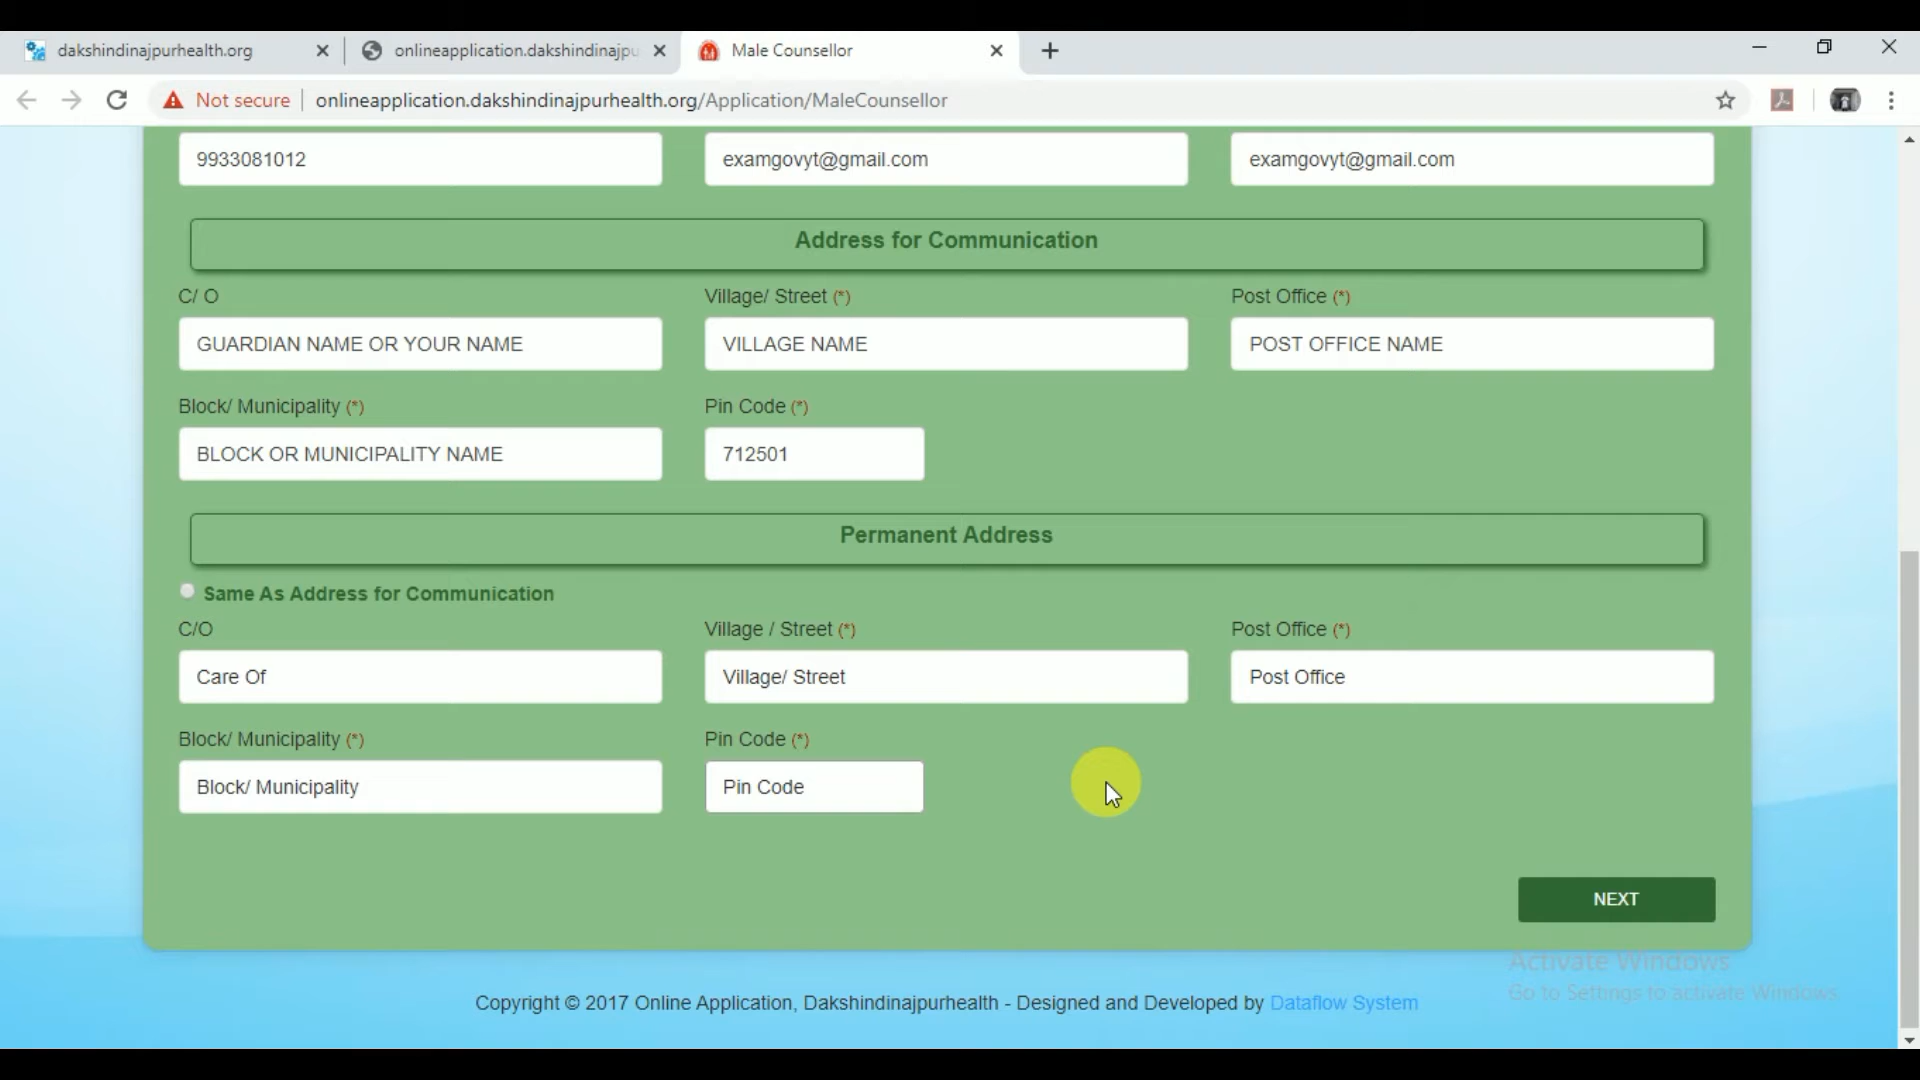 dakshindinajpurhealth.org
onlineapplication.dakshindinajpu
Male Counsellor
Not secure
onlineapplication.dakshindinajpurhealth.org/Application/MaleCounsellor
9933081012
examgovyt@gmail.com
examgovyt@gmail.com
Address for Communication
C/ O
Village/ Street (*)
Post Office (*)
GUARDIAN NAME OR YOUR NAME
VILLAGE NAME
POST OFFICE NAME
Block/ Municipality (*)
Pin Code (*)
BLOCK OR MUNICIPALITY NAME
712501
Permanent Address
Same As Address for Communication
C/O
Village / Street (*)
Post Office (*)
Care Of
Village/ Street
Post Office
Block/ Municipality (*)
Pin Code (*)
Block/ Municipality
Pin Code
NEXT
Activate Windows
Go to Settings to activate Windows.
Copyright © 2017 Online Application, Dakshindinajpurhealth - Designed and Developed by Dataflow System